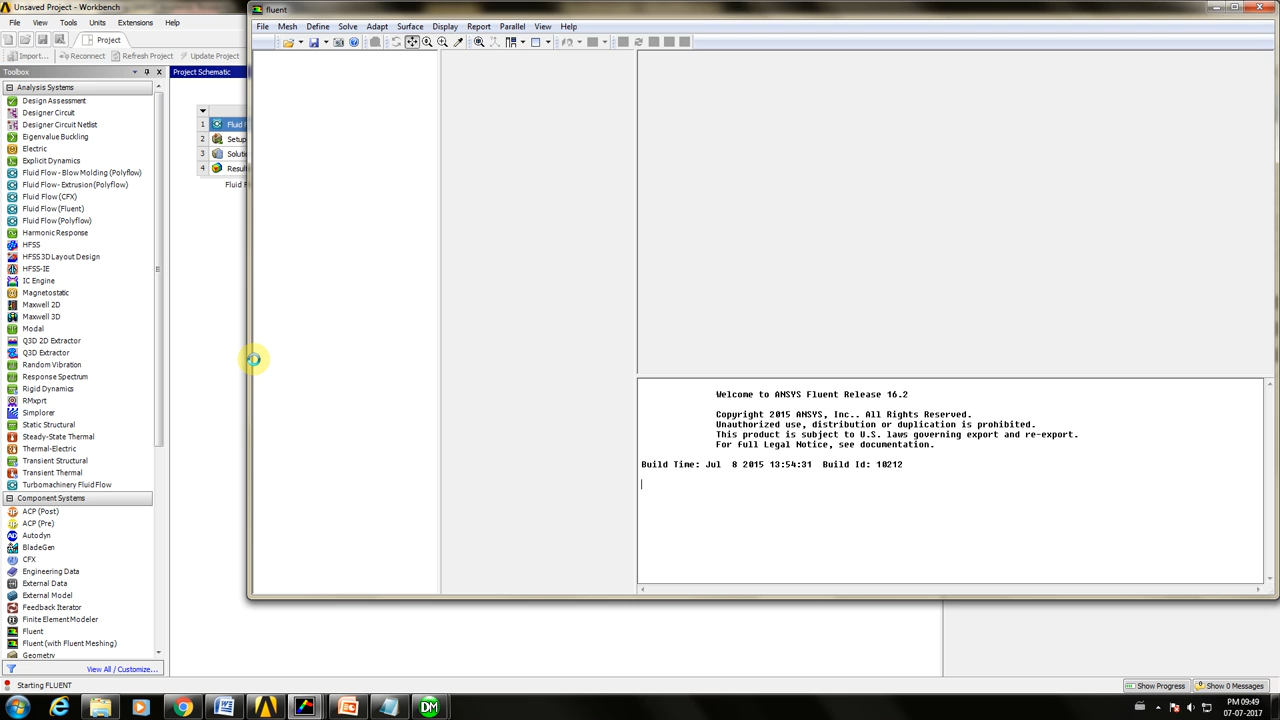 Unsaved Project - Workbench
File View Tools Units Extensions Help
Project
Import... Reconnect Refresh Project Update Project
Toolbox
Project Schematic
Analysis Systems
Design Assessment
Designer Circuit
Designer Circuit Netlist
Eigenvalue Buckling
Electric
Explicit Dynamics
Fluid Flow - Blow Molding (Polyflow)
Fluid Flow- Extrusion (Polyflow)
Fluid Flow (CFX)
Fluid Flow (Fluent)
Fluid Flow (Polyflow)
Harmonic Response
HFSS
HFSS 3D Layout Design
HFSS-IE
IC Engine
Magnetostatic
Maxwell 2D
Maxwell 3D
Modal
Q3D 2D Extractor
Q3D Extractor
Random Vibration
Response Spectrum
Rigid Dynamics
RMxprt
Simplorer
Static Structural
Steady-State Thermal
Thermal-Electric
Transient Structural
Transient Thermal
Turbomachinery Fluid Flow
Component Systems
ACP (Post)
ACP (Pre)
Autodyn
BladeGen
CFX
Engineering Data
External Data
External Model
Feedback Iterator
Finite Element Modeler
Fluent
Fluent (with Fluent Meshing)
Geometry
View All / Customize...
Starting FLUENT
1 Fluid F
2 Setup
3 Soluti
4 Result
Fluid F
fluent
File Mesh Define Solve Adapt Surface Display Report Parallel View Help
Welcome to ANSYS Fluent Release 16.2
Copyright 2015 ANSYS, Inc.. All Rights Reserved.
Unauthorized use, distribution or duplication is prohibited.
This product is subject to U.S. laws governing export and re-export.
For full Legal Notice, see documentation.
Build Time: Jul 8 2015 13:54:31 Build Id: 10212
Show Progress Show 0 Messages
PM 09:49
07-07-2017